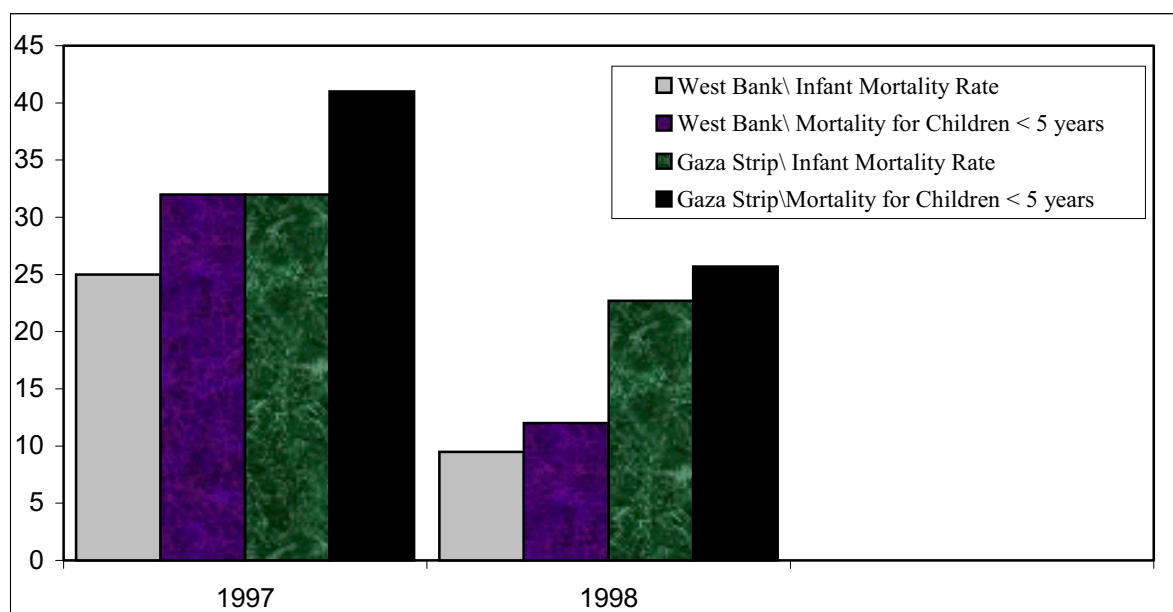 45
40
35
30
25
20
15
10
5
0
West Bank\ Infant Mortality Rate
West Bank\ Mortality for Children < 5 years
Gaza Strip\ Infant Mortality Rate
Gaza Strip\Mortality for Children < 5 years
1997 1998